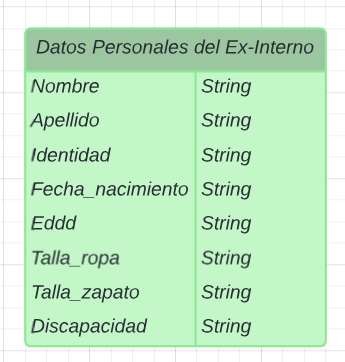 Datos Personales del Ex-Interno
Nombre String
Apellido String
Identidad String
Fecha_nacimiento String
Eddd String
Talla_ropa String
Talla_zapato String
Discapacidad String